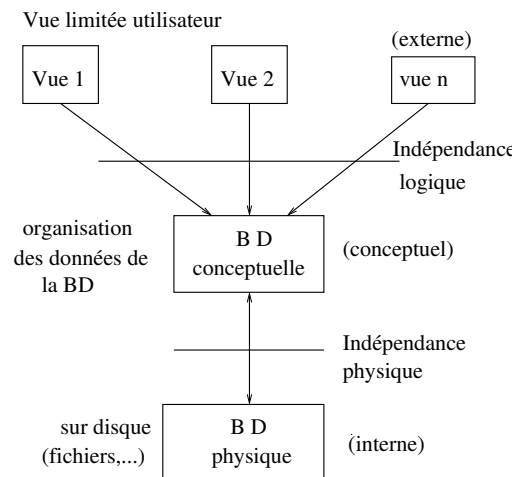 Vue limitée utilisateur
(externe)
Vue 1
Vue 2
vue n
Indépendance
logique
organisation
des données de
la BD
B D
conceptuelle
(conceptuel)
Indépendance
physique
sur disque
(fichiers,...)
B D
physique
(interne)